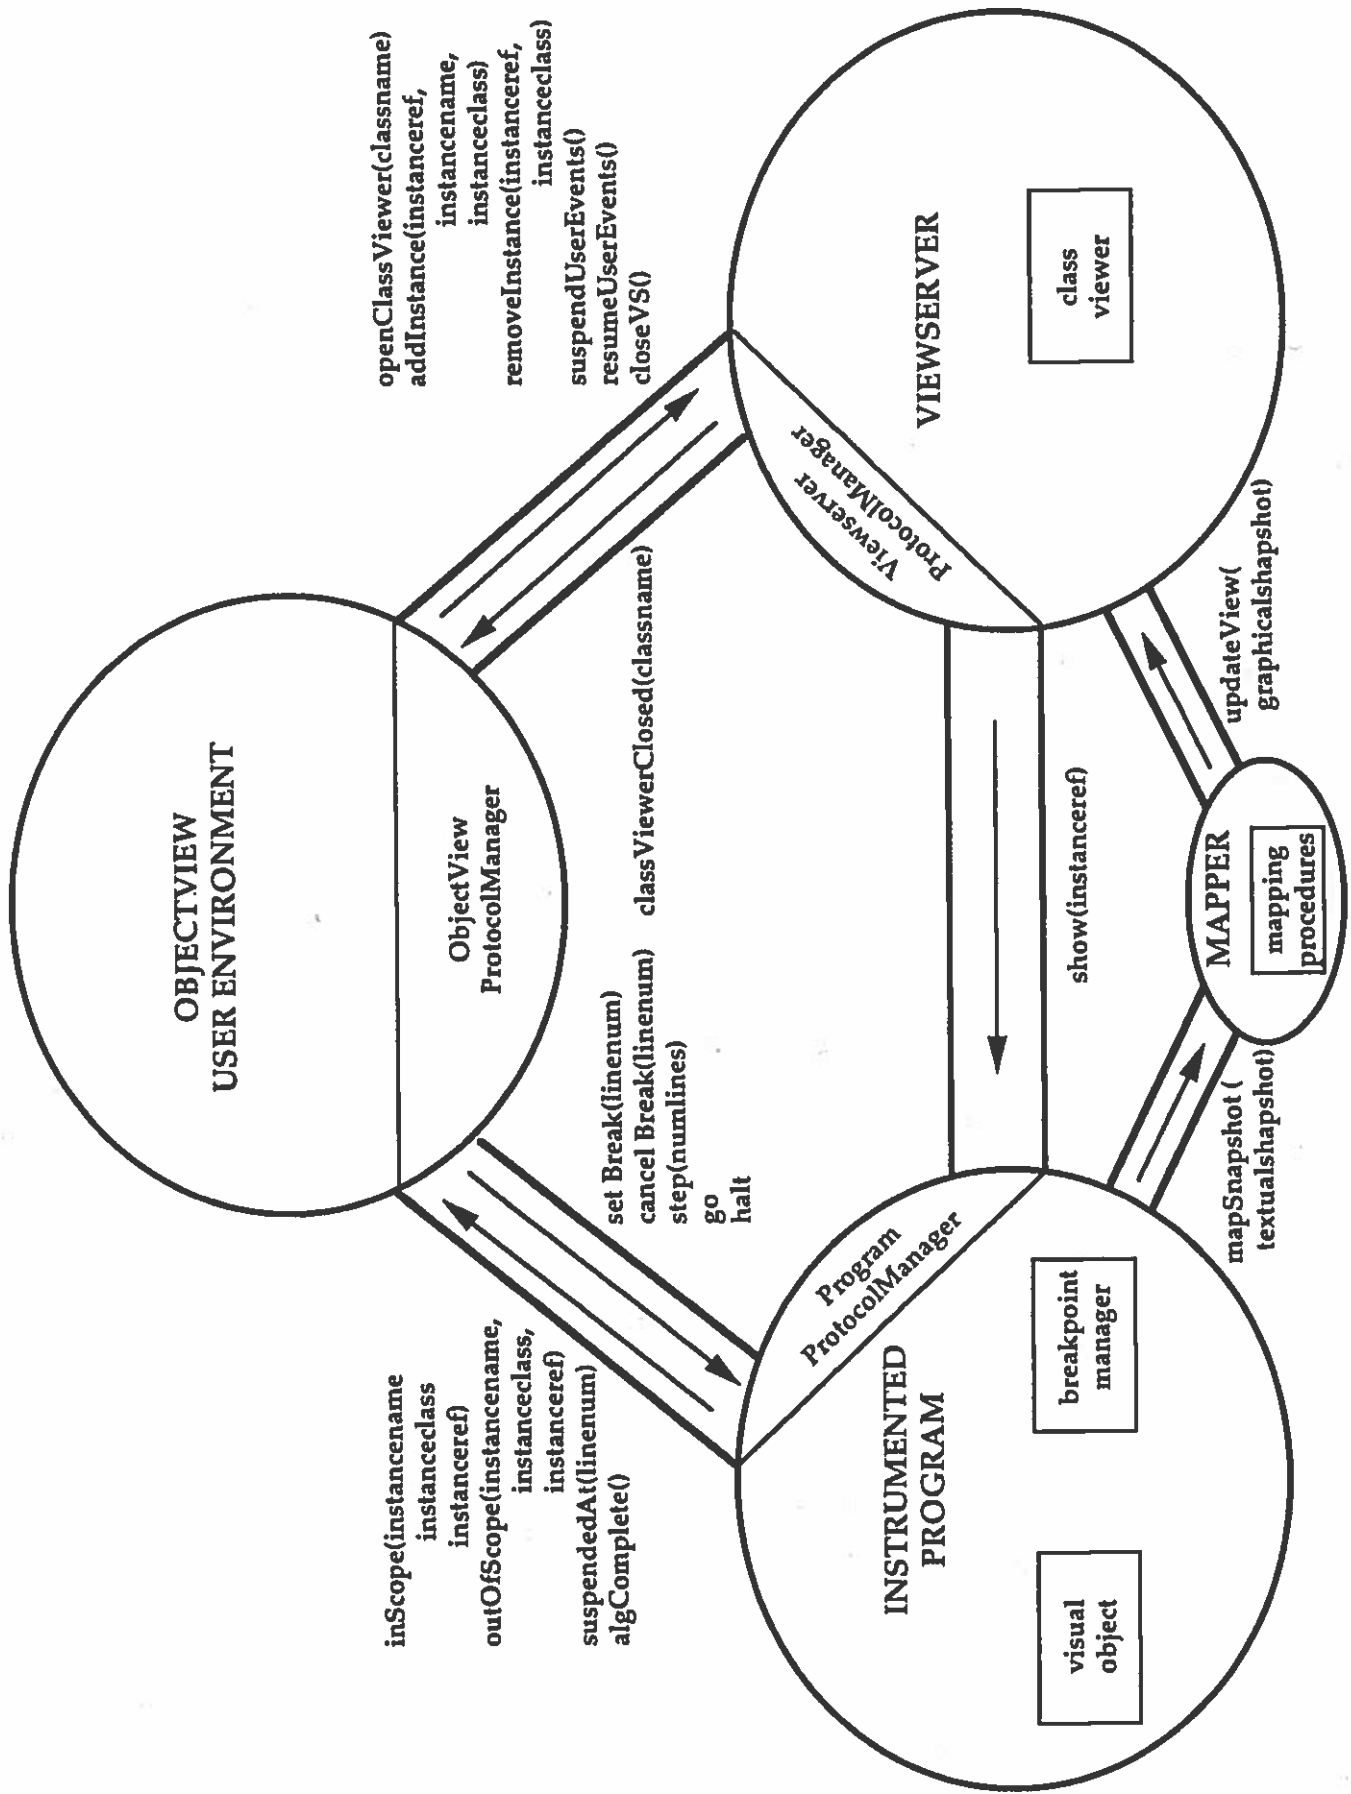 OBJECTVIEW
USER ENVIRONMENT
ObjectView
ProtocolManager
inScope(instancename
instanceclass
instanceref)
outOfScope(instancename,
instanceclass,
instanceref)
suspendedAt(linenum)
algComplete()
set Break(linenum)
cancel Break(linenum)
step(numlines)
go
halt
classViewerClosed(classname)
openClassViewer(classname)
addInstance(instanceref,
instancename,
instanceclass)
removeInstance(instanceref,
instanceclass)
suspendUserEvents()
resumeUserEvents()
closeVS()
Program
ProtocolManager
INSTRUMENTED
PROGRAM
visual
object
breakpoint
manager
show(instanceref)
Viewserver
ProtocolManager
VIEWSERVER
class
viewer
mapSnapshot (
textualshapshot)
MAPPER
mapping
procedures
updateView(
graphicalshapshot)